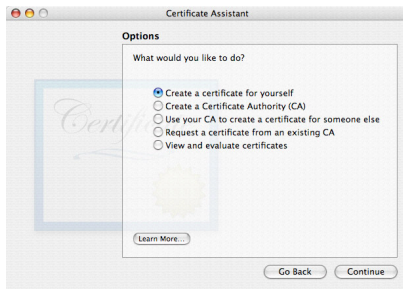 Certificate Assistant
Options
What would you like to do?
Create a certificate for yourself
Create a Certificate Authority (CA)
Use your CA to create a certificate for someone else
Request a certificate from an existing CA
View and evaluate certificates
Learn More...
Go Back
Continue